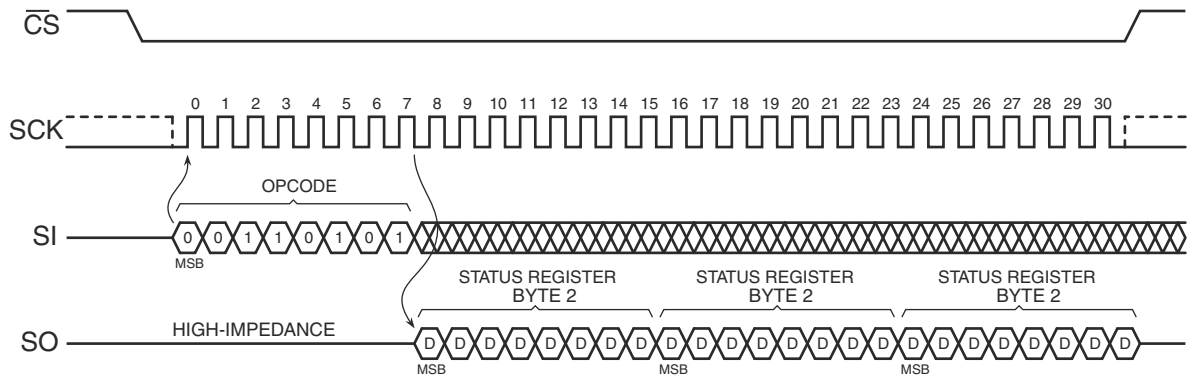 CS
SCK
0 1 2 3 4 5 6 7 8 9 10 11 12 13 14 15 16 17 18 19 20 21 22 23 24 25 26 27 28 29 30
OPCODE
SI
0 0 1 1 0 1 0 1
MSB
STATUS REGISTER
BYTE 2
STATUS REGISTER
BYTE 2
STATUS REGISTER
BYTE 2
SO
HIGH-IMPEDANCE
D D D D D D D D D D D D D D D D D D D D D D D D
MSB MSB MSB